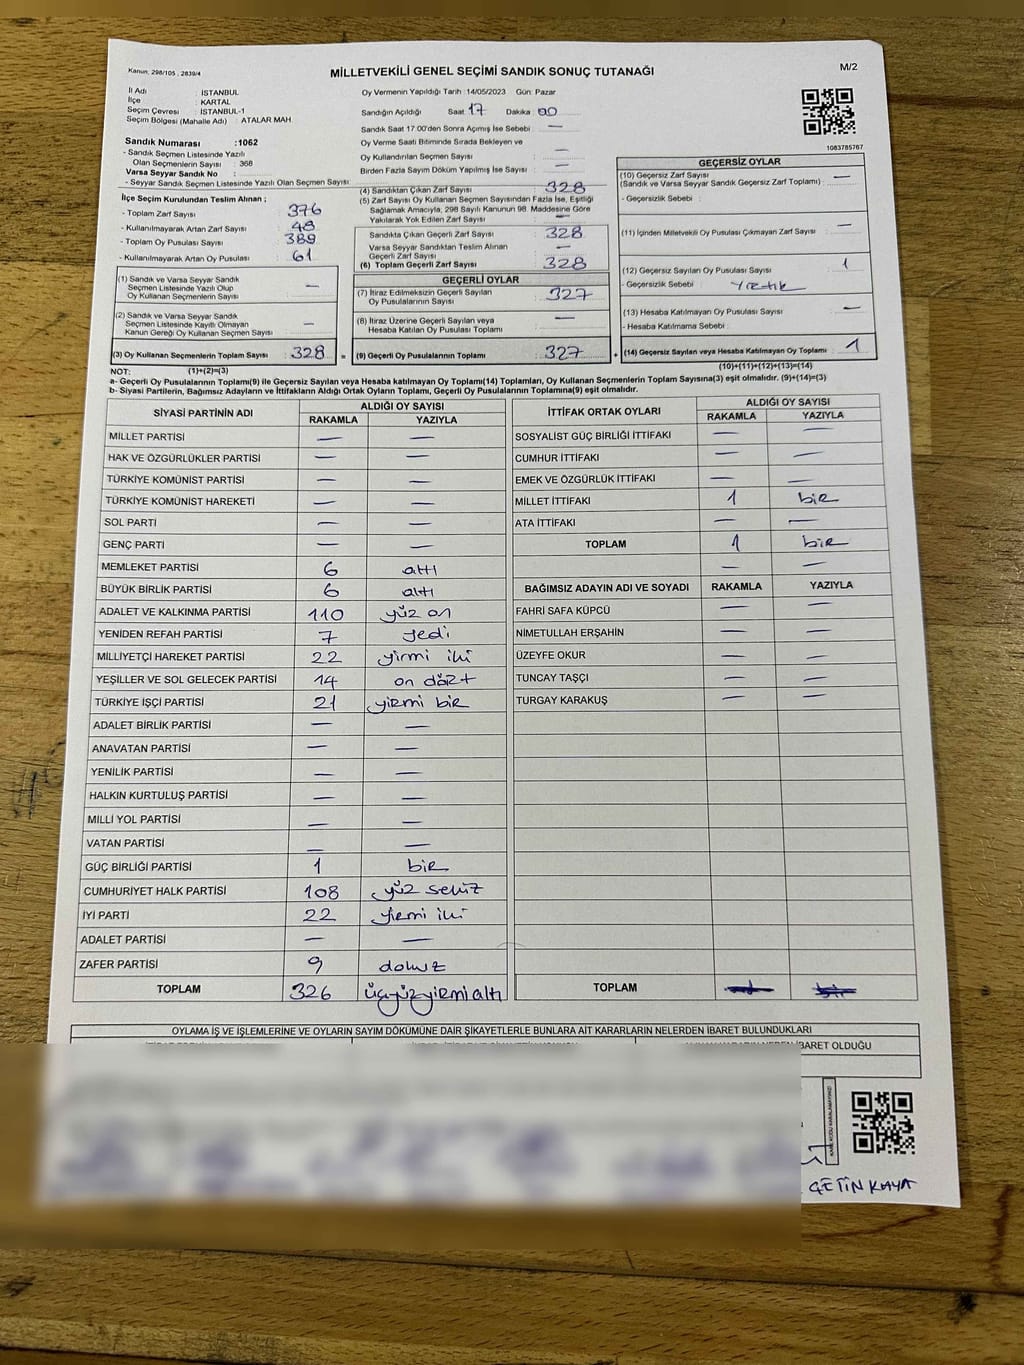 Kanun: 298/105 , 2839/4
MİLLETVEKİLİ GENEL SEÇİMİ SANDIK SONUÇ TUTANAĞI
M/2
İl Adı : İSTANBUL
İlçe : KARTAL
Seçim Çevresi : İSTANBUL-1
Seçim Bölgesi (Mahalle Adı) : ATALAR MAH.
Oy Vermenin Yapıldığı Tarih :14/05/2023 Gün: Pazar
Sandığın Açıldığı Saat 17 Dakika : 00
Sandık Saat 17:00'den Sonra Açımış İse Sebebi : —
Oy Verme Saati Bitiminde Sırada Bekleyen ve
Oy Kullandırılan Seçmen Sayısı : —
Birden Fazla Sayım Döküm Yapılmış İse Sayısı : —
1083785767
Sandık Numarası :1062
- Sandık Seçmen Listesinde Yazılı
Olan Seçmenlerin Sayısı : 368
Varsa Seyyar Sandık No :
- Seyyar Sandık Seçmen Listesinde Yazılı Olan Seçmen Sayısı:
İlçe Seçim Kurulundan Teslim Alınan ;
- Toplam Zarf Sayısı : 376
- Kullanılmayarak Artan Zarf Sayısı : 48
- Toplam Oy Pusulası Sayısı : 389
- Kullanılmayarak Artan Oy Pusulası : 61
(4) Sandıktan Çıkan Zarf Sayısı : 328
(5) Zarf Sayısı Oy Kullanan Seçmen Sayısından Fazla İse, Eşitliği
Sağlamak Amacıyla, 298 Sayılı Kanunun 98. Maddesine Göre
Yakılarak Yok Edilen Zarf Sayısı : —
Sandıkta Çıkan Geçerli Zarf Sayısı : 328
Varsa Seyyar Sandıktan Teslim Alınan
Geçerli Zarf Sayısı : —
(6) Toplam Geçerli Zarf Sayısı : 328
GEÇERSİZ OYLAR
(10) Geçersiz Zarf Sayısı
(Sandık ve Varsa Seyyar Sandık Geçersiz Zarf Toplamı) : —
- Geçersizlik Sebebi :
(11) İçinden Milletvekili Oy Pusulası Çıkmayan Zarf Sayısı : —
(12) Geçersiz Sayılan Oy Pusulası Sayısı : 1
- Geçersizlik Sebebi : Yırtık
(13) Hesaba Katılmayan Oy Pusulası Sayısı : —
- Hesaba Katılmama Sebebi :
(14) Geçersiz Sayılan veya Hesaba Katılmayan Oy Toplamı : 1
(10)+(11)+(12)+(13)=(14)
(1) Sandık ve Varsa Seyyar Sandık
Seçmen Listesinde Yazılı Olup
Oy Kullanan Seçmenlerin Sayısı : —
(2) Sandık ve Varsa Seyyar Sandık
Seçmen Listesinde Kayıtlı Olmayan
Kanun Gereği Oy Kullanan Seçmen Sayısı : —
(3) Oy Kullanan Seçmenlerin Toplam Sayısı : 328 =
(1)+(2)=(3)
GEÇERLİ OYLAR
(7) İtiraz Edilmeksizin Geçerli Sayılan
Oy Pusulalarının Sayısı : 327
(8) İtiraz Üzerine Geçerli Sayılan veya
Hesaba Katılan Oy Pusulası Toplamı : —
(9) Geçerli Oy Pusulalarının Toplamı : 327 +
NOT:
a- Geçerli Oy Pusulalarının Toplamı(9) ile Geçersiz Sayılan veya Hesaba katılmayan Oy Toplamı(14) Toplamları, Oy Kullanan Seçmenlerin Toplam Sayısına(3) eşit olmalıdır. (9)+(14)=(3)
b- Siyasi Partilerin, Bağımsız Adayların ve İttifakların Aldığı Ortak Oyların Toplamı, Geçerli Oy Pusulalarının Toplamına(9) eşit olmalıdır.
SİYASİ PARTİNİN ADI ALDIĞI OY SAYISI
RAKAMLA YAZIYLA
MİLLET PARTİSİ — —
HAK VE ÖZGÜRLÜKLER PARTİSİ — —
TÜRKİYE KOMÜNİST PARTİSİ — —
TÜRKİYE KOMÜNİST HAREKETİ — —
SOL PARTİ — —
GENÇ PARTİ — —
MEMLEKET PARTİSİ 6 altı
BÜYÜK BİRLİK PARTİSİ 6 altı
ADALET VE KALKINMA PARTİSİ 110 yüz on
YENİDEN REFAH PARTİSİ 7 yedi
MİLLİYETÇİ HAREKET PARTİSİ 22 yirmi iki
YEŞİLLER VE SOL GELECEK PARTİSİ 14 on dört
TÜRKİYE İŞÇİ PARTİSİ 21 yirmi bir
ADALET BİRLİK PARTİSİ — —
ANAVATAN PARTİSİ — —
YENİLİK PARTİSİ — —
HALKIN KURTULUŞ PARTİSİ — —
MİLLİ YOL PARTİSİ — —
VATAN PARTİSİ — —
GÜÇ BİRLİĞİ PARTİSİ 1 bir
CUMHURİYET HALK PARTİSİ 108 yüz sekiz
İYİ PARTİ 22 yirmi iki
ADALET PARTİSİ — —
ZAFER PARTİSİ 9 dokuz
TOPLAM 326 üçyüzyirmialtı
İTTİFAK ORTAK OYLARI ALDIĞI OY SAYISI
RAKAMLA YAZIYLA
SOSYALİST GÜÇ BİRLİĞİ İTTİFAKI — —
CUMHUR İTTİFAKI — —
EMEK VE ÖZGÜRLÜK İTTİFAKI — —
MİLLET İTTİFAKI 1 bir
ATA İTTİFAKI — —
TOPLAM 1 bir
— —
BAĞIMSIZ ADAYIN ADI VE SOYADI RAKAMLA YAZIYLA
FAHRİ SAFA KÜPCÜ — —
NİMETULLAH ERŞAHİN — —
ÜZEYFE OKUR — —
TUNCAY TAŞÇI — —
TURGAY KARAKUŞ — —
TOPLAM
OYLAMA İŞ VE İŞLEMLERİNE VE OYLARIN SAYIM DÖKÜMÜNE DAİR ŞİKAYETLERLE BUNLARA AİT KARARLARIN NELERDEN İBARET BULUNDUKLARI
İBARET OLDUĞU
ÇETİN KAYA